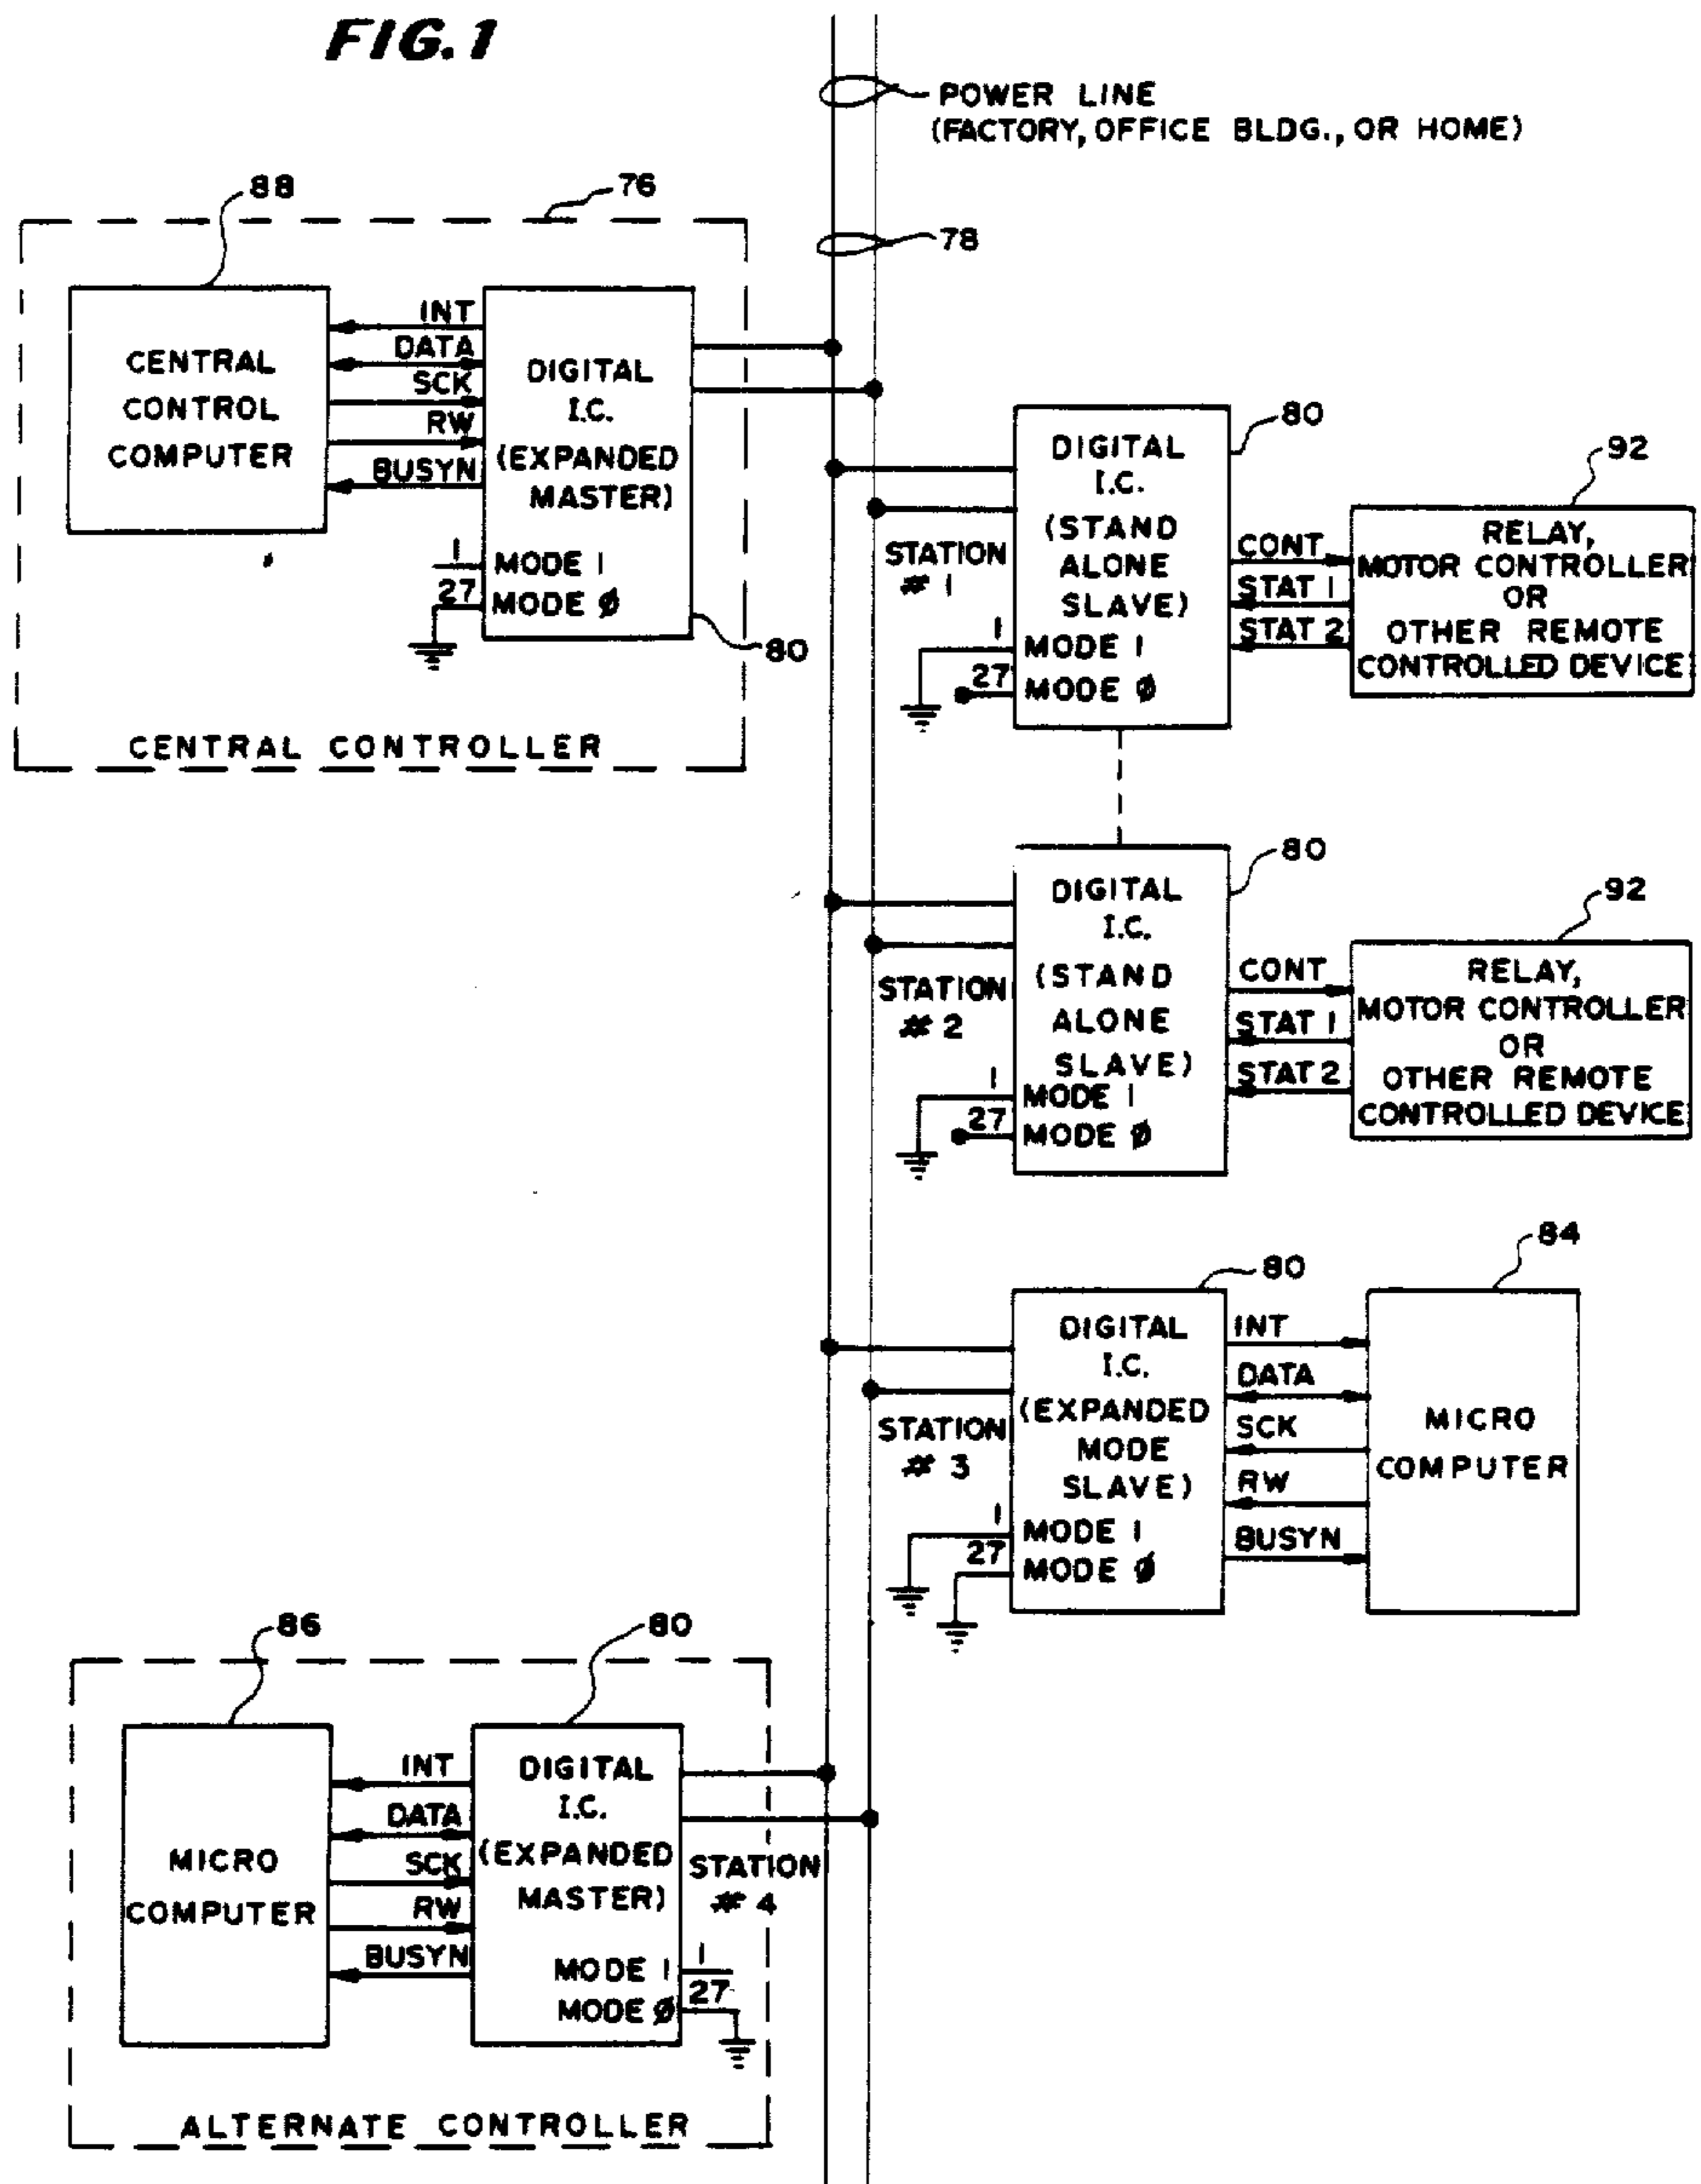 FIG. 1
POWER LINE
(FACTORY, OFFICE BLDG., OR HOME)
88
76
78
CENTRAL
CONTROL
COMPUTER
INT
DATA
SCK
RW
BUSYN
DIGITAL
I.C.
(EXPANDED
MASTER)
1
MODE 1
27
MODE Ø
80
CENTRAL CONTROLLER
80
DIGITAL
I.C.
(STAND
ALONE
SLAVE)
STATION
# 1
1
MODE 1
27
MODE Ø
CONT
STAT 1
STAT 2
92
RELAY,
MOTOR CONTROLLER
OR
OTHER REMOTE
CONTROLLED DEVICE
80
DIGITAL
I.C.
(STAND
ALONE
SLAVE)
STATION
# 2
1
MODE 1
27
MODE Ø
CONT
STAT 1
STAT 2
92
RELAY,
MOTOR CONTROLLER
OR
OTHER REMOTE
CONTROLLED DEVICE
80
DIGITAL
I.C.
(EXPANDED
MODE
SLAVE)
STATION
# 3
1
MODE 1
27
MODE Ø
INT
DATA
SCK
RW
BUSYN
84
MICRO
COMPUTER
86
80
MICRO
COMPUTER
INT
DATA
SCK
RW
BUSYN
DIGITAL
I.C.
(EXPANDED
MASTER)
STATION
# 4
1
MODE 1
27
MODE Ø
ALTERNATE CONTROLLER